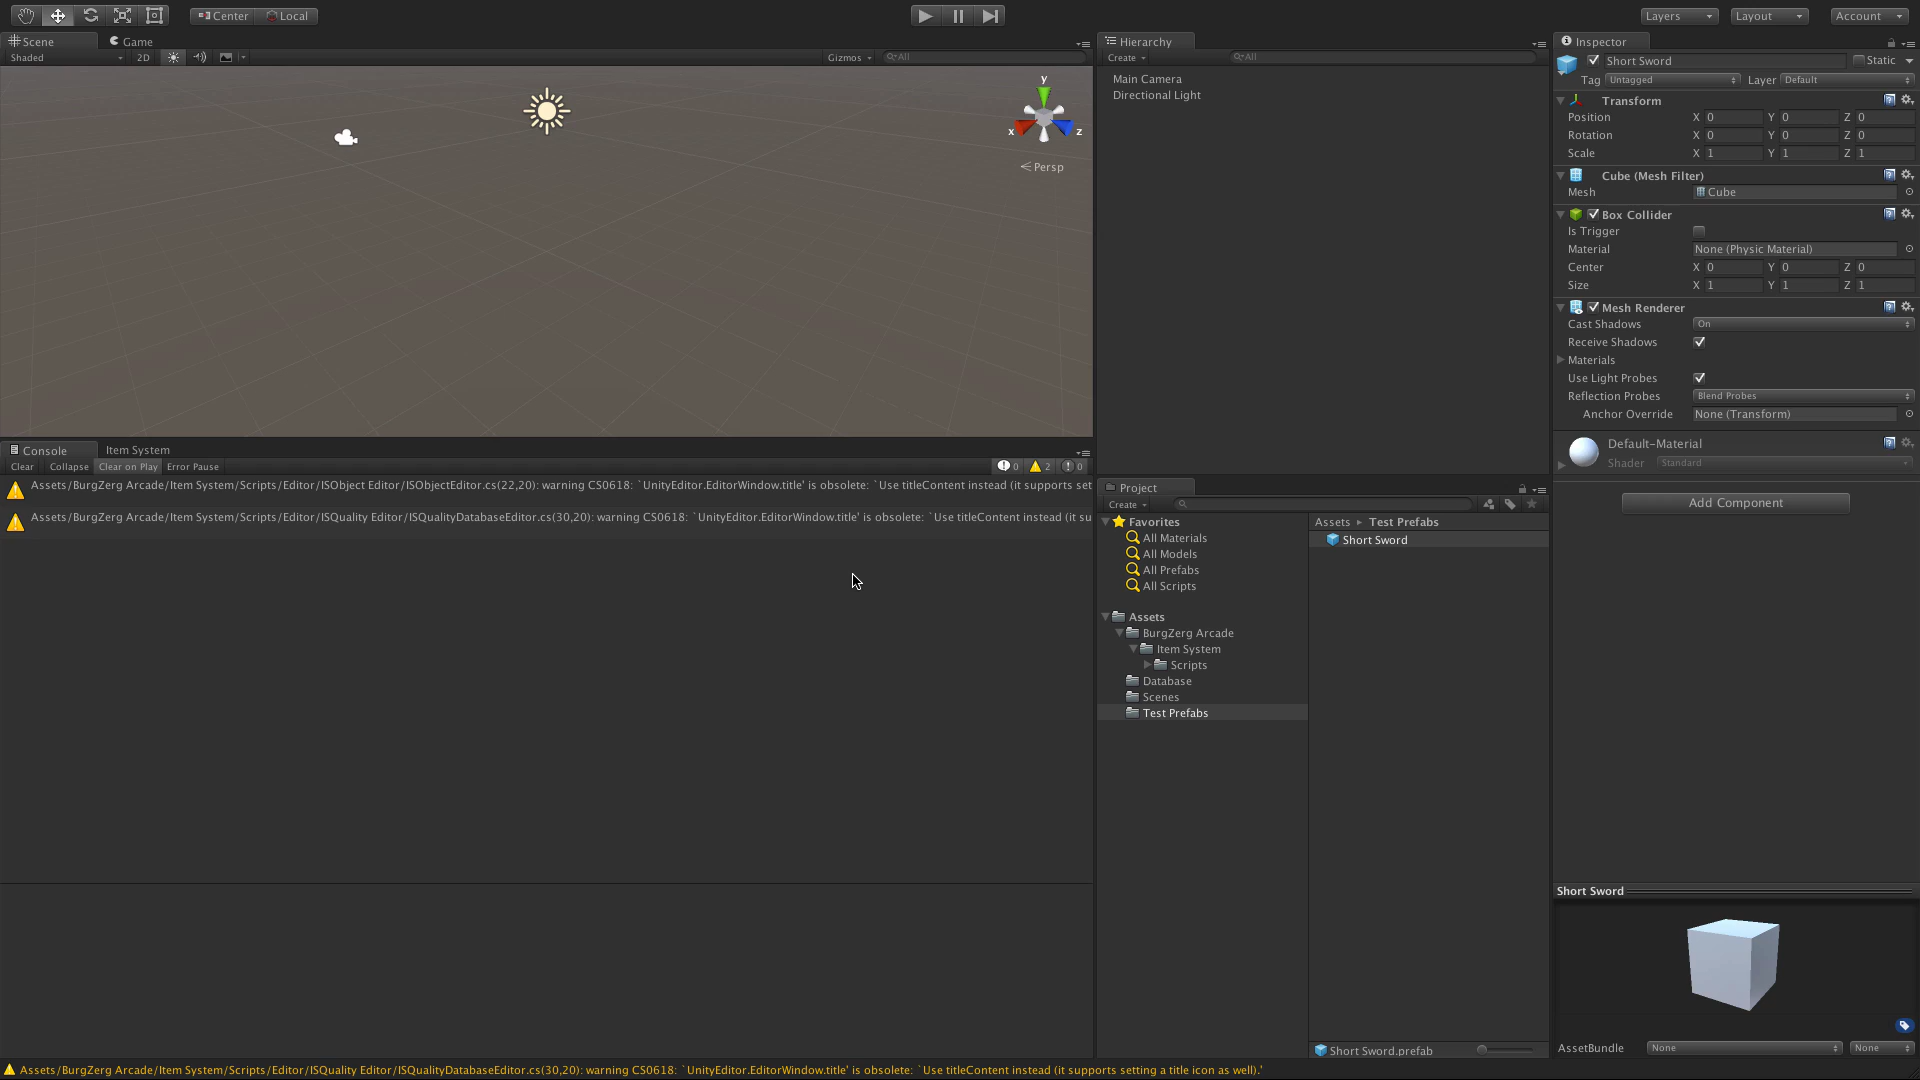 Center
Local
Layers
Layout
Account
Scene
Game
Shaded
2D
Gizmos
All
y
x
z
Persp
Hierarchy
Create
All
Main Camera
Directional Light
Inspector
Short Sword
Static
Tag
Untagged
Layer
Default
Transform
Position
X 0
Y 0
Z 0
Rotation
X 0
Y 0
Z 0
Scale
X 1
Y 1
Z 1
Cube (Mesh Filter)
Mesh
Cube
Box Collider
Is Trigger
Material
None (Physic Material)
Center
X 0
Y 0
Z 0
Size
X 1
Y 1
Z 1
Mesh Renderer
Cast Shadows
On
Receive Shadows
Materials
Use Light Probes
Reflection Probes
Blend Probes
Anchor Override
None (Transform)
Default-Material
Shader
Standard
Add Component
Console
Item System
Clear
Collapse
Clear on Play
Error Pause
0
2
0
Assets/BurgZerg Arcade/Item System/Scripts/Editor/ISObject Editor/ISObjectEditor.cs(22,20): warning CS0618: `UnityEditor.EditorWindow.title' is obsolete: `Use titleContent instead (it supports set
Assets/BurgZerg Arcade/Item System/Scripts/Editor/ISQuality Editor/ISQualityDatabaseEditor.cs(30,20): warning CS0618: `UnityEditor.EditorWindow.title' is obsolete: `Use titleContent instead (it su
Project
Create
Favorites
All Materials
All Models
All Prefabs
All Scripts
Assets
BurgZerg Arcade
Item System
Scripts
Database
Scenes
Test Prefabs
Assets
Test Prefabs
Short Sword
Short Sword.prefab
Short Sword
AssetBundle
None
None
Assets/BurgZerg Arcade/Item System/Scripts/Editor/ISQuality Editor/ISQualityDatabaseEditor.cs(30,20): warning CS0618: `UnityEditor.EditorWindow.title' is obsolete: `Use titleContent instead (it supports setting a title icon as well).'